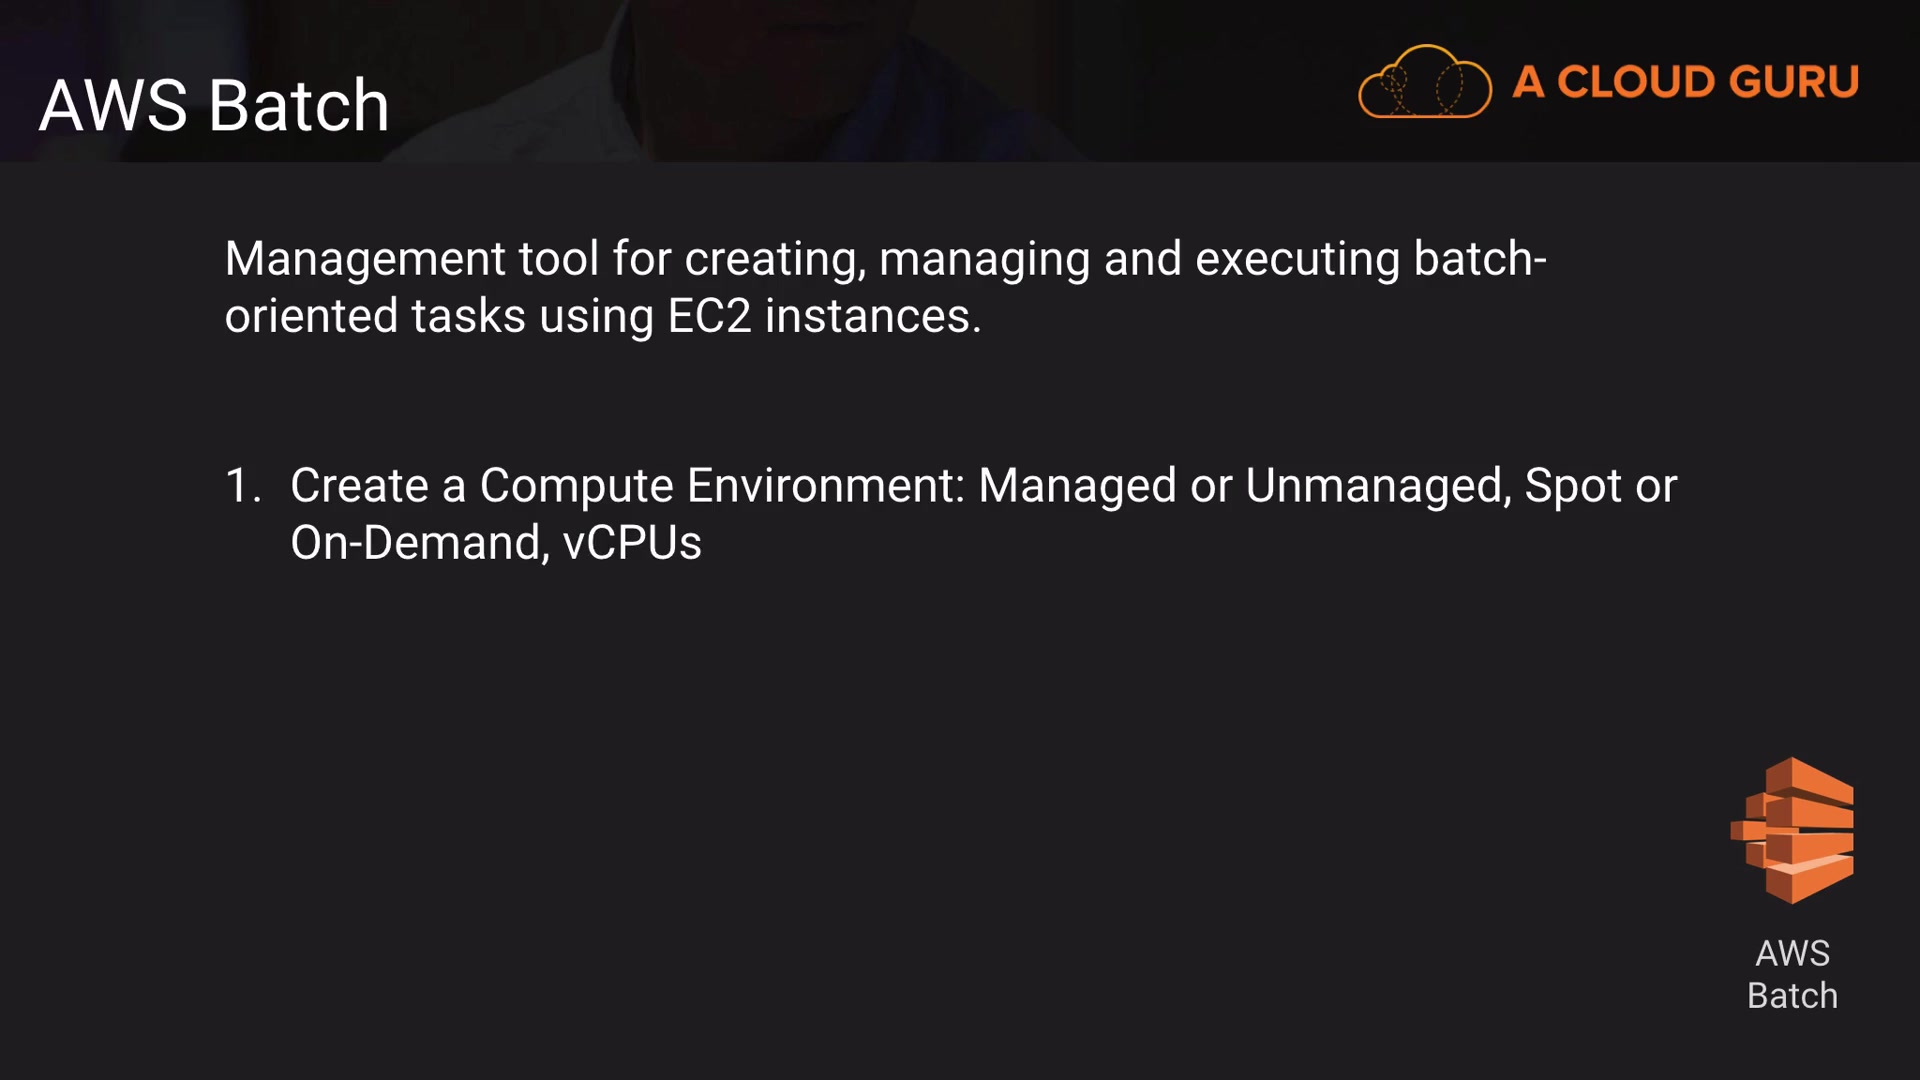 AWS Batch
A CLOUD GURU
Management tool for creating, managing and executing batch-
oriented tasks using EC2 instances.
1. Create a Compute Environment: Managed or Unmanaged, Spot or
On-Demand, vCPUs
AWS
Batch